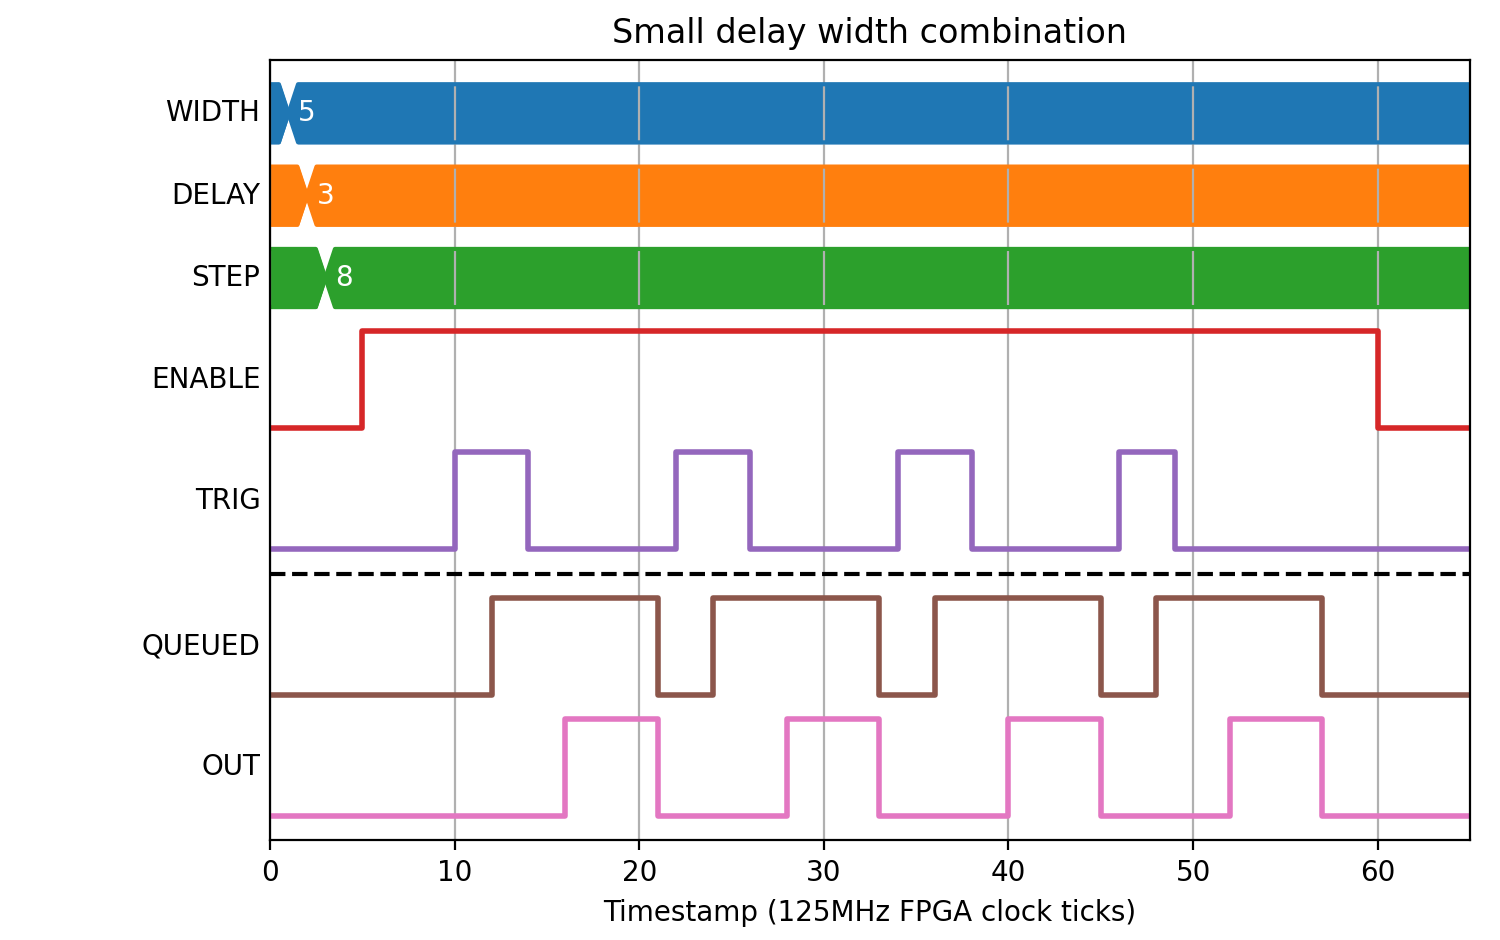 Small delay width combination
WIDTH 5
DELAY 3
STEP 8
ENABLE
TRIG
QUEUED
OUT
0 10 20 30 40 50 60
Timestamp (125MHz FPGA clock ticks)